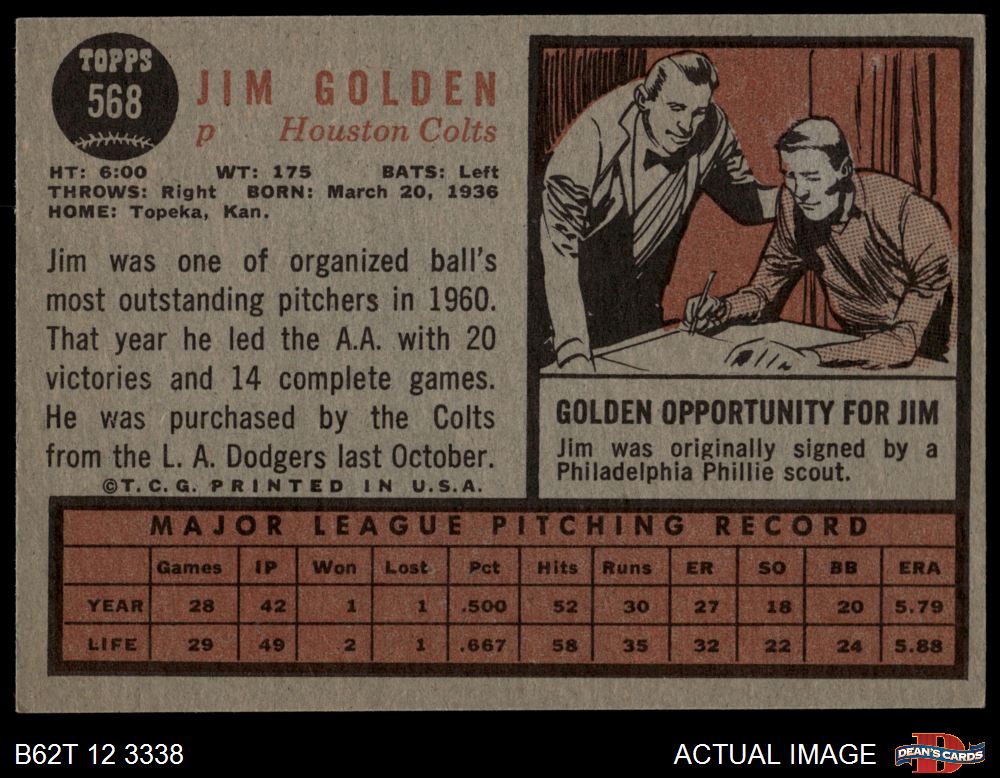 TOPPS
568
JIM GOLDEN
p Houston Colts
HT: 6:00 WT: 175 BATS: Left
THROWS: Right BORN: March 20, 1936
HOME: Topeka, Kan.
Jim was one of organized ball's
most outstanding pitchers in 1960.
That year he led the A.A. with 20
victories and 14 complete games.
He was purchased by the Colts
from the L. A. Dodgers last October.
©T. C. G. PRINTED IN U.S.A.
GOLDEN OPPORTUNITY FOR JIM
Jim was originally signed by a
Philadelphia Phillie scout.
MAJOR LEAGUE PITCHING RECORD
Games IP Won Lost Pct Hits Runs ER SO BB ERA
YEAR 28 42 1 1 .500 52 30 27 18 20 5.79
LIFE 29 49 2 1 .667 58 35 32 22 24 5.88
B62T 12 3338
ACTUAL IMAGE
D
DEAN'S CARDS